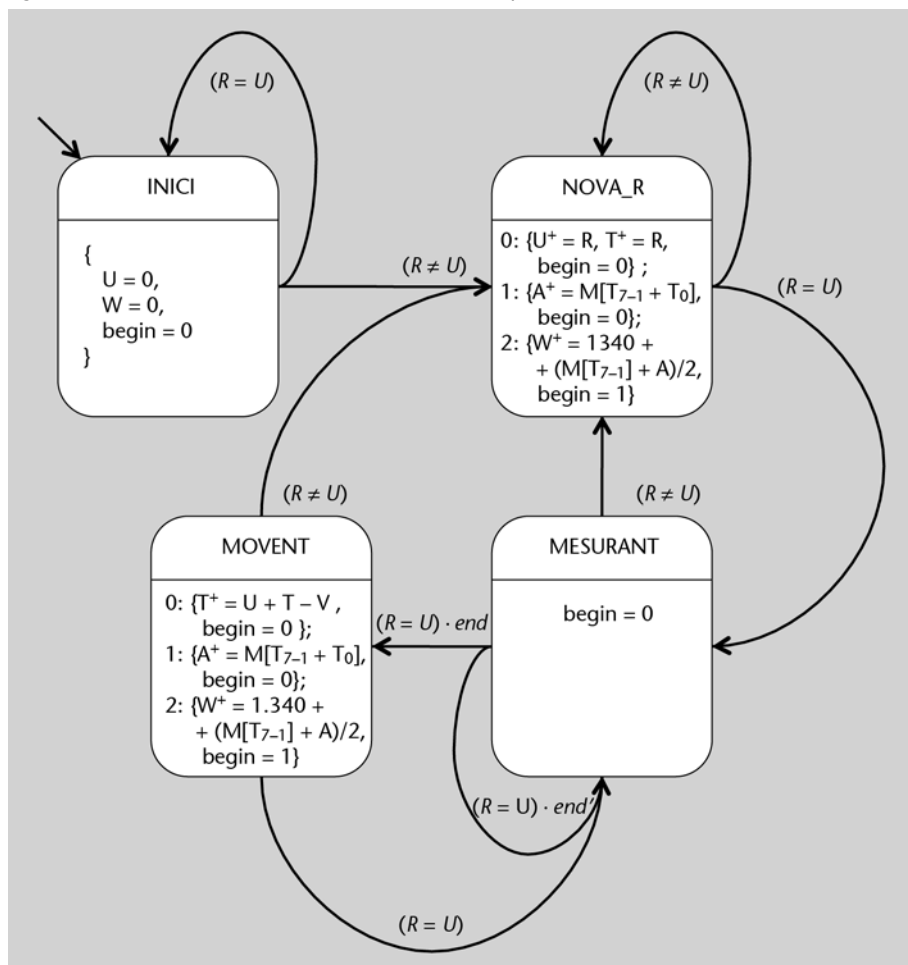 (R = U)
(R ≠ U)
INICI
{
U = 0,
W = 0,
begin = 0
}
(R ≠ U)
NOVA_R
0: {U⁺ = R, T⁺ = R,
begin = 0} ;
1: {A⁺ = M[T₇₋₁ + T₀],
begin = 0};
2: {W⁺ = 1340 +
+ (M[T₇₋₁] + A)/2,
begin = 1}
(R = U)
(R ≠ U)
(R ≠ U)
MOVENT
0: {T⁺ = U + T – V ,
begin = 0 };
1: {A⁺ = M[T₇₋₁ + T₀],
begin = 0};
2: {W⁺ = 1.340 +
+ (M[T₇₋₁] + A)/2,
begin = 1}
(R = U) · end
MESURANT
begin = 0
(R = U) · end'
(R = U)